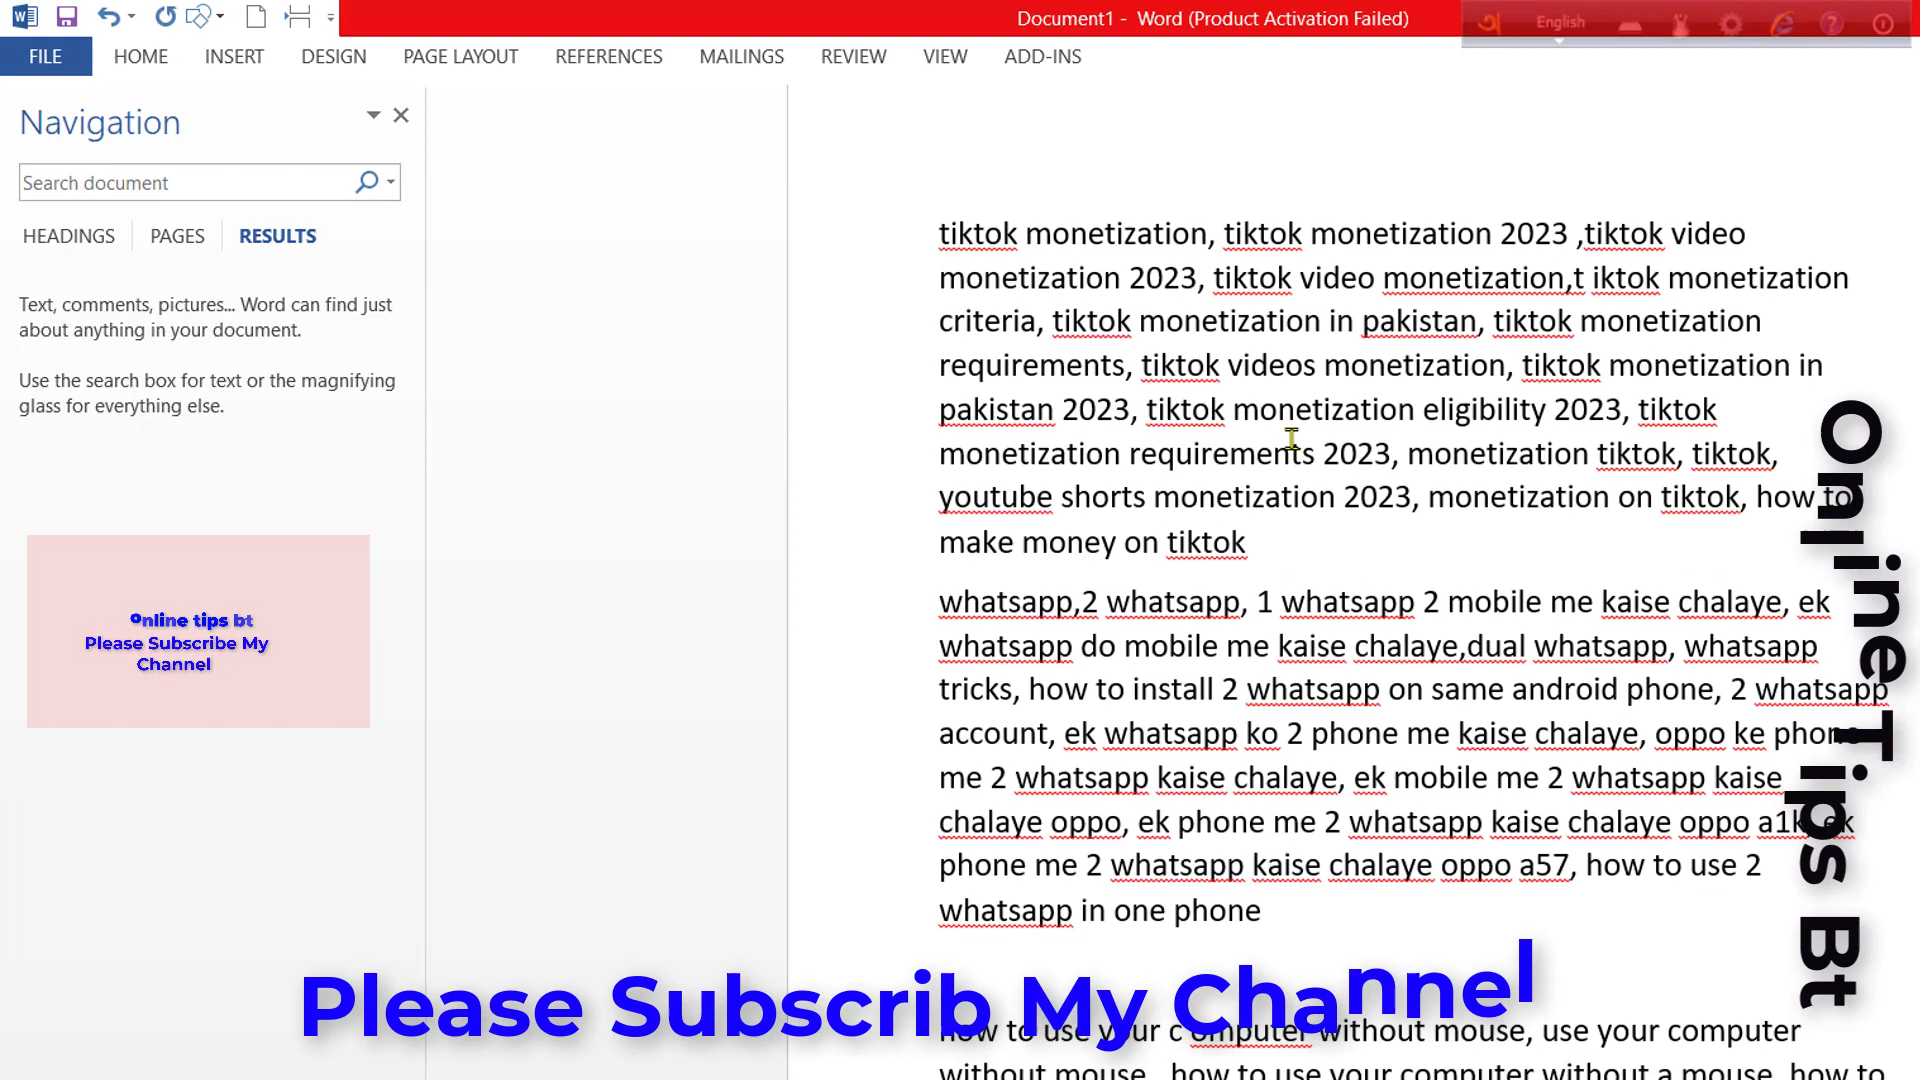 Document1 - Word (Product Activation Failed)
অ English
FILE HOME INSERT DESIGN PAGE LAYOUT REFERENCES MAILINGS REVIEW VIEW ADD-INS
Navigation
Search document
HEADINGS PAGES RESULTS
Text, comments, pictures... Word can find just
about anything in your document.
Use the search box for text or the magnifying
glass for everything else.
Online tips bt
Please Subscribe My
Channel
tiktok monetization, tiktok monetization 2023 ,tiktok video
monetization 2023, tiktok video monetization,t iktok monetization
criteria, tiktok monetization in pakistan, tiktok monetization
requirements, tiktok videos monetization, tiktok monetization in
pakistan 2023, tiktok monetization eligibility 2023, tiktok
monetization requirements 2023, monetization tiktok, tiktok,
youtube shorts monetization 2023, monetization on tiktok, how to
make money on tiktok
whatsapp,2 whatsapp, 1 whatsapp 2 mobile me kaise chalaye, ek
whatsapp do mobile me kaise chalaye,dual whatsapp, whatsapp
tricks, how to install 2 whatsapp on same android phone, 2 whatsapp
account, ek whatsapp ko 2 phone me kaise chalaye, oppo ke phone
me 2 whatsapp kaise chalaye, ek mobile me 2 whatsapp kaise
chalaye oppo, ek phone me 2 whatsapp kaise chalaye oppo a1k, ek
phone me 2 whatsapp kaise chalaye oppo a57, how to use 2
whatsapp in one phone
how to use your c omputer without mouse, use your computer
without mouse, how to use your computer without a mouse, how to
Online Tips Bt
Please Subscrib My Channel